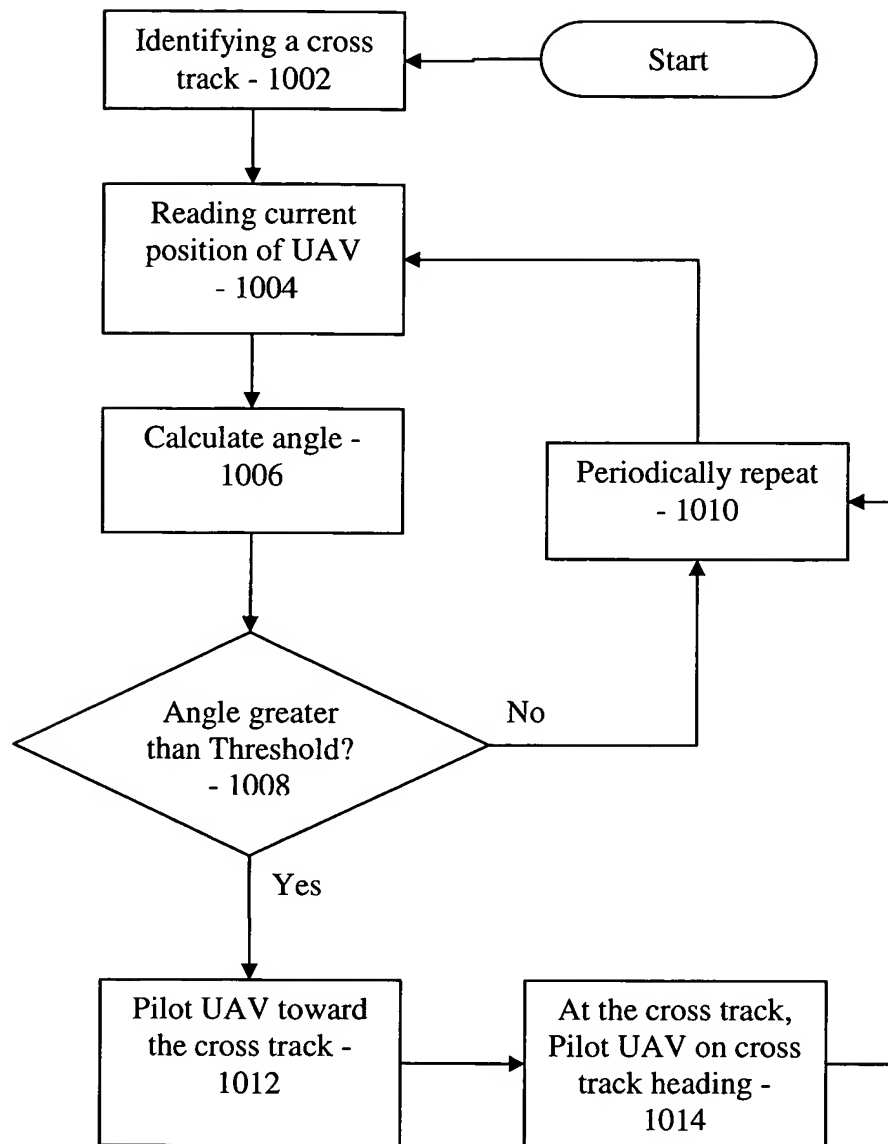 Identifying a cross
track - 1002
Start
Reading current
position of UAV
- 1004
Calculate angle -
1006
Periodically repeat
- 1010
Angle greater
than Threshold?
- 1008
No
Yes
Pilot UAV toward
the cross track -
1012
At the cross track,
Pilot UAV on cross
track heading -
1014